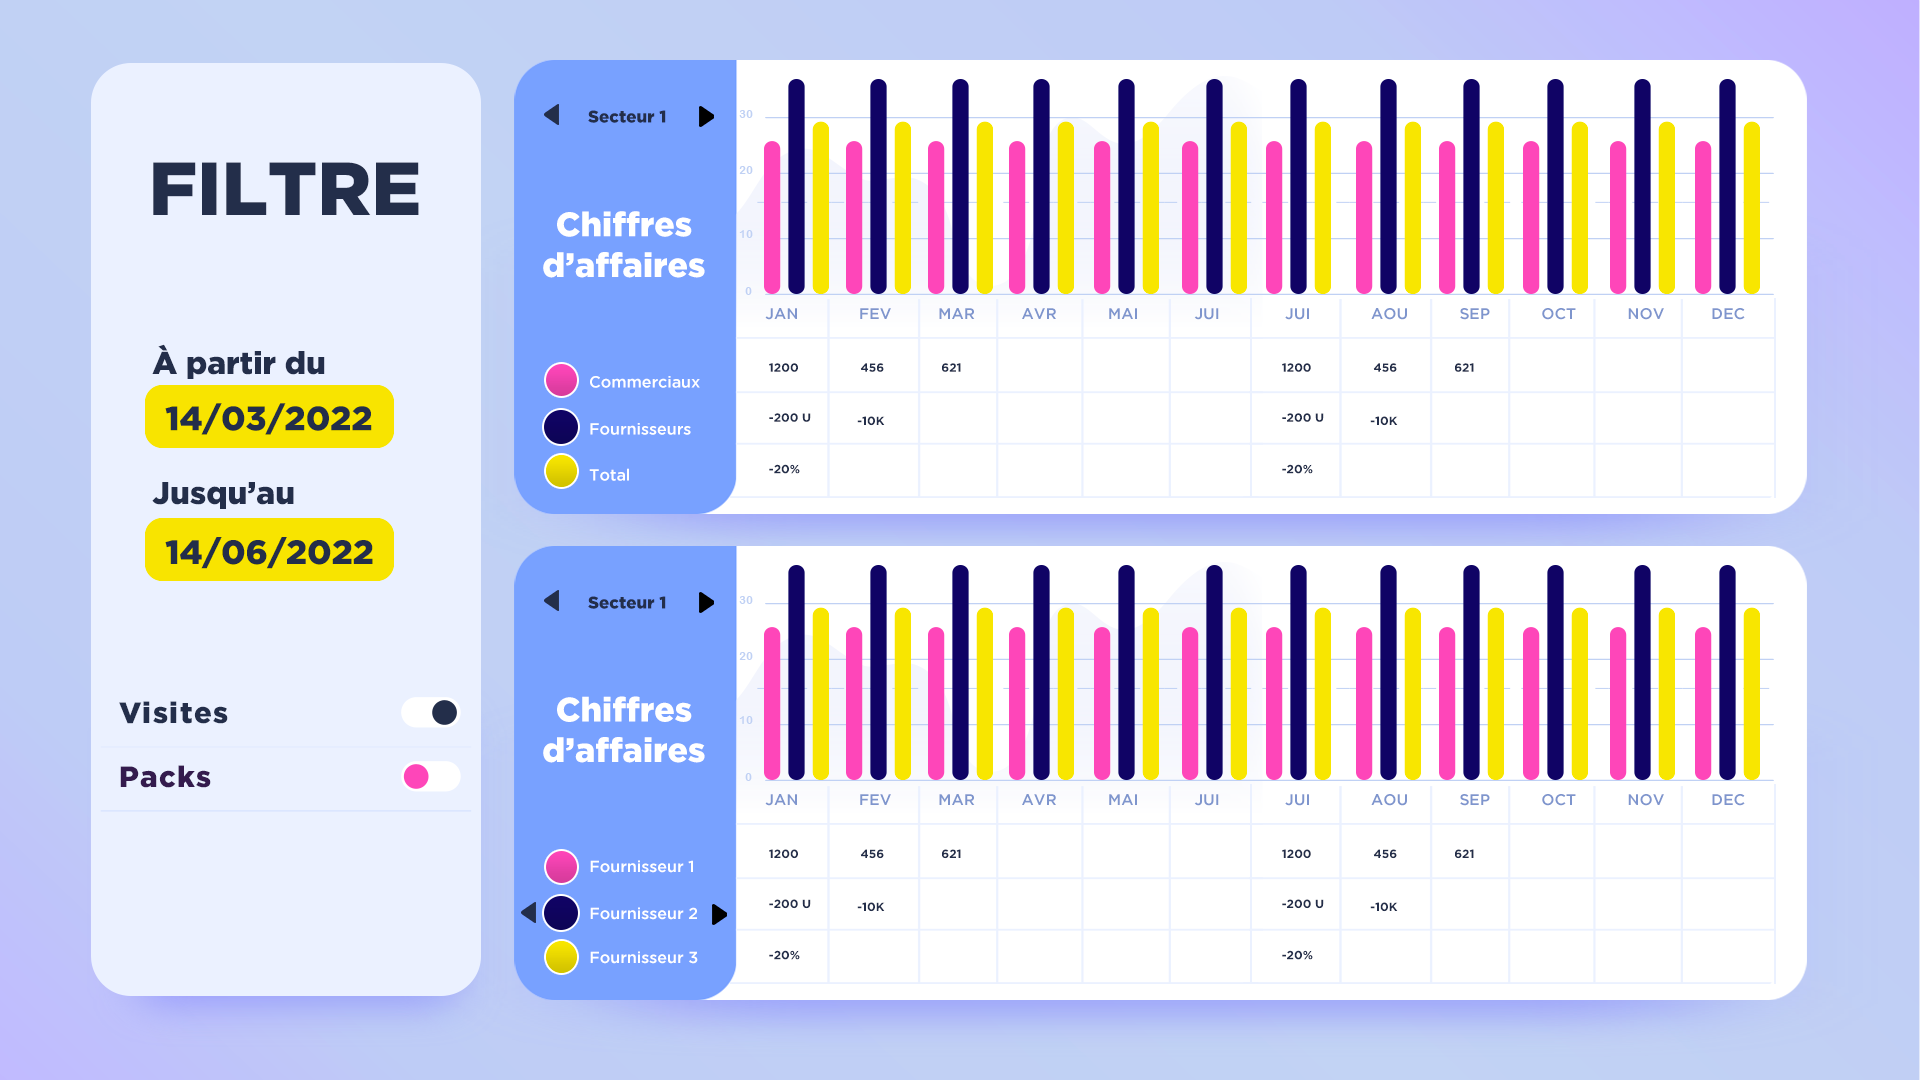 FILTRE
À partir du
14/03/2022
Jusqu’au
14/06/2022
Visites
Packs
Secteur 1
Chiffres
d’affaires
Commerciaux
Fournisseurs
Total
30
20
10
0
JAN FEV MAR AVR MAI JUI JUI AOU SEP OCT NOV DEC
1200 456 621 1200 456 621
-200 U -10K -200 U -10K
-20% -20%
Secteur 1
Chiffres
d’affaires
Fournisseur 1
Fournisseur 2
Fournisseur 3
30
20
10
0
JAN FEV MAR AVR MAI JUI JUI AOU SEP OCT NOV DEC
1200 456 621 1200 456 621
-200 U -10K -200 U -10K
-20% -20%